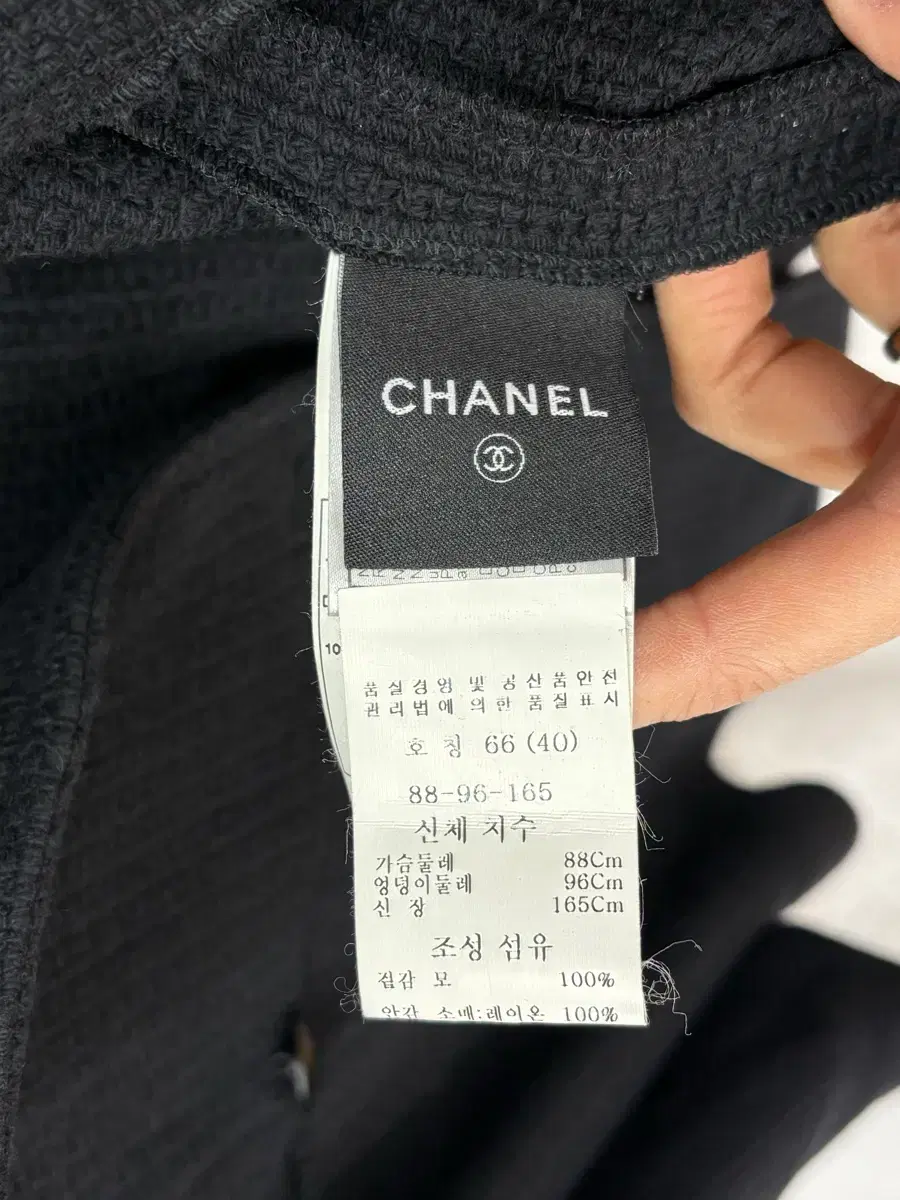 CHANEL
10
품질경영 및 공산품안전
관리법에 의한 품질표시
호 칭 66 (40)
88-96-165
신체 치수
가슴둘레 88Cm
엉덩이둘레 96Cm
신 장 165Cm
조성 섬유
겉감 모 100%
안감 소매:레이온 100%